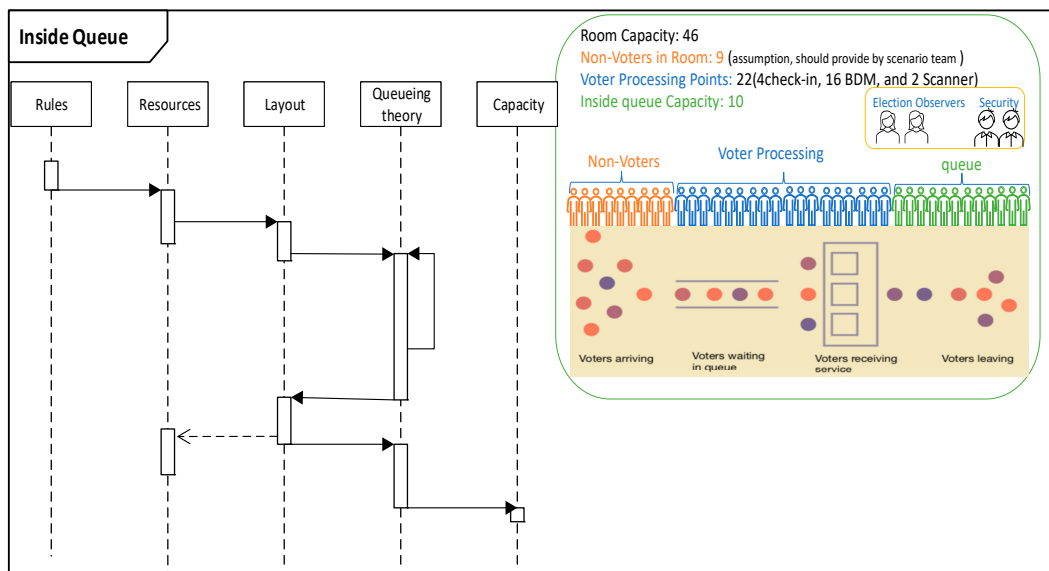 Inside Queue
Rules
Resources
Layout
Queueing
theory
Capacity
Room Capacity: 46
Non-Voters in Room: 9 (assumption, should provide by scenario team )
Voter Processing Points: 22(4check-in, 16 BDM, and 2 Scanner)
Inside queue Capacity: 10
Election Observers
Security
Non-Voters
Voter Processing
queue
Voters arriving
Voters waiting
in queue
Voters receiving
service
Voters leaving